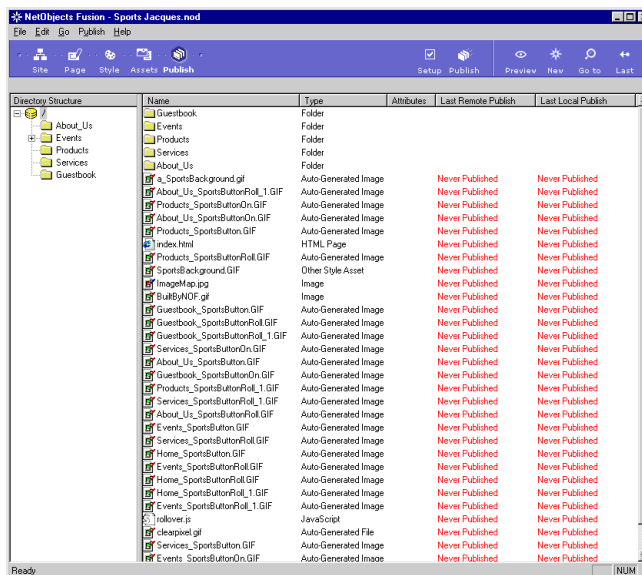 NetObjects Fusion - Sports Jacques.nod
File Edit Go Publish Help
Site Page Style Assets Publish Setup Publish Preview New Go to Last
Directory Structure Name Type Attributes Last Remote Publish Last Local Publish
/
About_Us
Events
Products
Services
Guestbook
Guestbook Folder
Events Folder
Products Folder
Services Folder
About_Us Folder
a_SportsBackground.gif Auto-Generated Image Never Published Never Published
About_Us_SportsButtonRoll_1.GIF Auto-Generated Image Never Published Never Published
Products_SportsButtonOn.GIF Auto-Generated Image Never Published Never Published
About_Us_SportsButtonOn.GIF Auto-Generated Image Never Published Never Published
Products_SportsButton.GIF Auto-Generated Image Never Published Never Published
index.html HTML Page Never Published Never Published
Products_SportsButtonRoll.GIF Auto-Generated Image Never Published Never Published
SportsBackground.GIF Other Style Asset Never Published Never Published
ImageMap.jpg Image Never Published Never Published
BuiltByNOF.gif Image Never Published Never Published
Guestbook_SportsButton.GIF Auto-Generated Image Never Published Never Published
Guestbook_SportsButtonRoll.GIF Auto-Generated Image Never Published Never Published
Guestbook_SportsButtonRoll_1.GIF Auto-Generated Image Never Published Never Published
Services_SportsButtonOn.GIF Auto-Generated Image Never Published Never Published
About_Us_SportsButton.GIF Auto-Generated Image Never Published Never Published
Guestbook_SportsButtonOn.GIF Auto-Generated Image Never Published Never Published
Products_SportsButtonRoll_1.GIF Auto-Generated Image Never Published Never Published
Services_SportsButtonRoll_1.GIF Auto-Generated Image Never Published Never Published
About_Us_SportsButtonRoll.GIF Auto-Generated Image Never Published Never Published
Events_SportsButton.GIF Auto-Generated Image Never Published Never Published
Services_SportsButtonRoll.GIF Auto-Generated Image Never Published Never Published
Home_SportsButton.GIF Auto-Generated Image Never Published Never Published
Events_SportsButtonRoll.GIF Auto-Generated Image Never Published Never Published
Home_SportsButtonRoll.GIF Auto-Generated Image Never Published Never Published
Home_SportsButtonRoll_1.GIF Auto-Generated Image Never Published Never Published
Events_SportsButtonRoll_1.GIF Auto-Generated Image Never Published Never Published
rollover.js JavaScript Never Published Never Published
clearpixel.gif Auto-Generated File Never Published Never Published
Services_SportsButton.GIF Auto-Generated Image Never Published Never Published
Events_SportsButtonOn.GIF Auto-Generated Image Never Published Never Published
Ready NUM